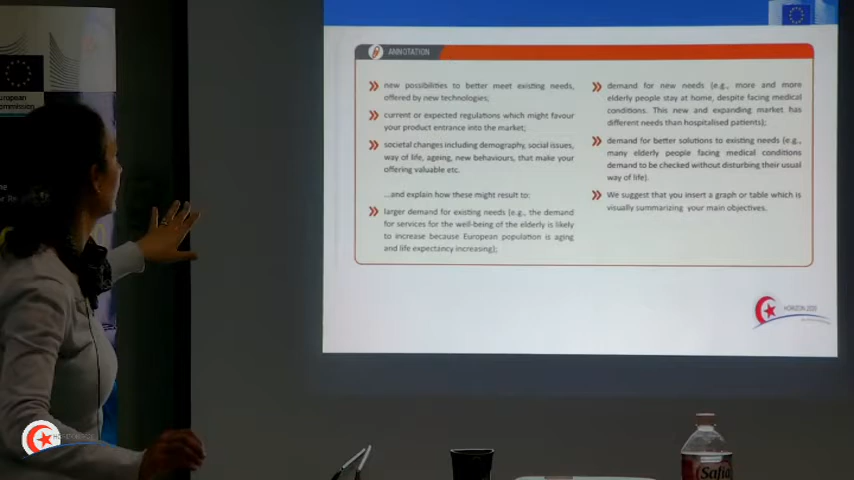 European
Commission
ANNOTATION
new possibilities to better meet existing needs,
offered by new technologies;
current or expected regulations which might favour
your product entrance into the market;
societal changes including demography, social issues,
way of life, ageing, new behaviours, that make your
offering valuable etc.
...and explain how these might result to:
larger demand for existing needs (e.g., the demand
for services for the well-being of the elderly is likely
to increase because European population is aging
and life expectancy increasing);
demand for new needs (e.g., more and more
elderly people stay at home, despite facing medical
conditions. This new and expanding market has
different needs than hospitalised patients);
demand for better solutions to existing needs (e.g.,
many elderly people facing medical conditions
demand to be checked without disturbing their usual
way of life).
We suggest that you insert a graph or table which is
visually summarizing your main objectives.
HORIZON 2020
Safia